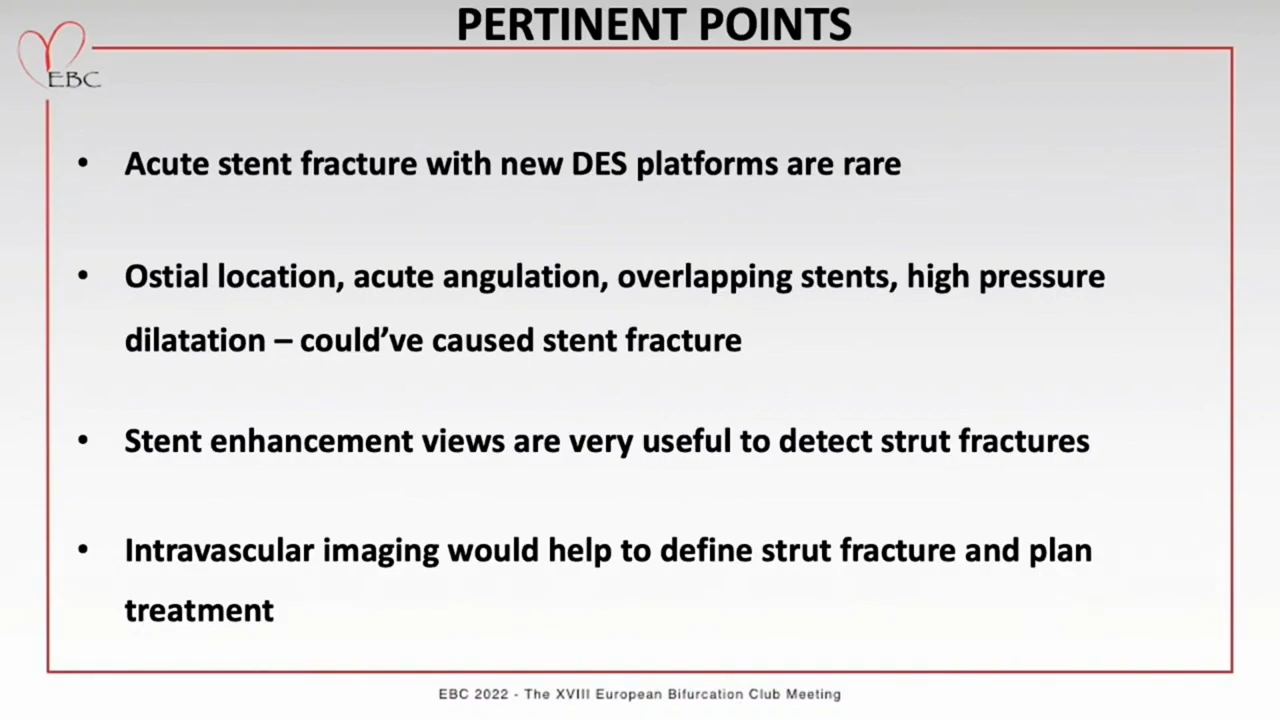 PERTINENT POINTS
EBC
• Acute stent fracture with new DES platforms are rare
• Ostial location, acute angulation, overlapping stents, high pressure
dilatation – could’ve caused stent fracture
• Stent enhancement views are very useful to detect strut fractures
• Intravascular imaging would help to define strut fracture and plan
treatment
EBC 2022 - The XVIII European Bifurcation Club Meeting